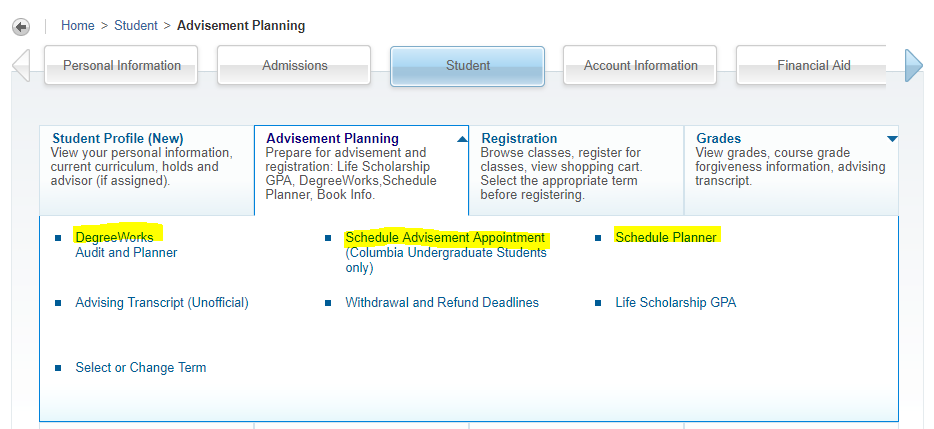 Home > Student > Advisement Planning
Personal Information
Admissions
Student
Account Information
Financial Aid
Student Profile (New)
View your personal information,
current curriculum, holds and
advisor (if assigned).
Advisement Planning
Prepare for advisement and
registration: Life Scholarship
GPA, DegreeWorks,Schedule
Planner, Book Info.
Registration
Browse classes, register for
classes, view shopping cart.
Select the appropriate term
before registering.
Grades
View grades, course grade
forgiveness information, advising
transcript.
DegreeWorks
Audit and Planner
Schedule Advisement Appointment
(Columbia Undergraduate Students
only)
Schedule Planner
Advising Transcript (Unofficial)
Withdrawal and Refund Deadlines
Life Scholarship GPA
Select or Change Term